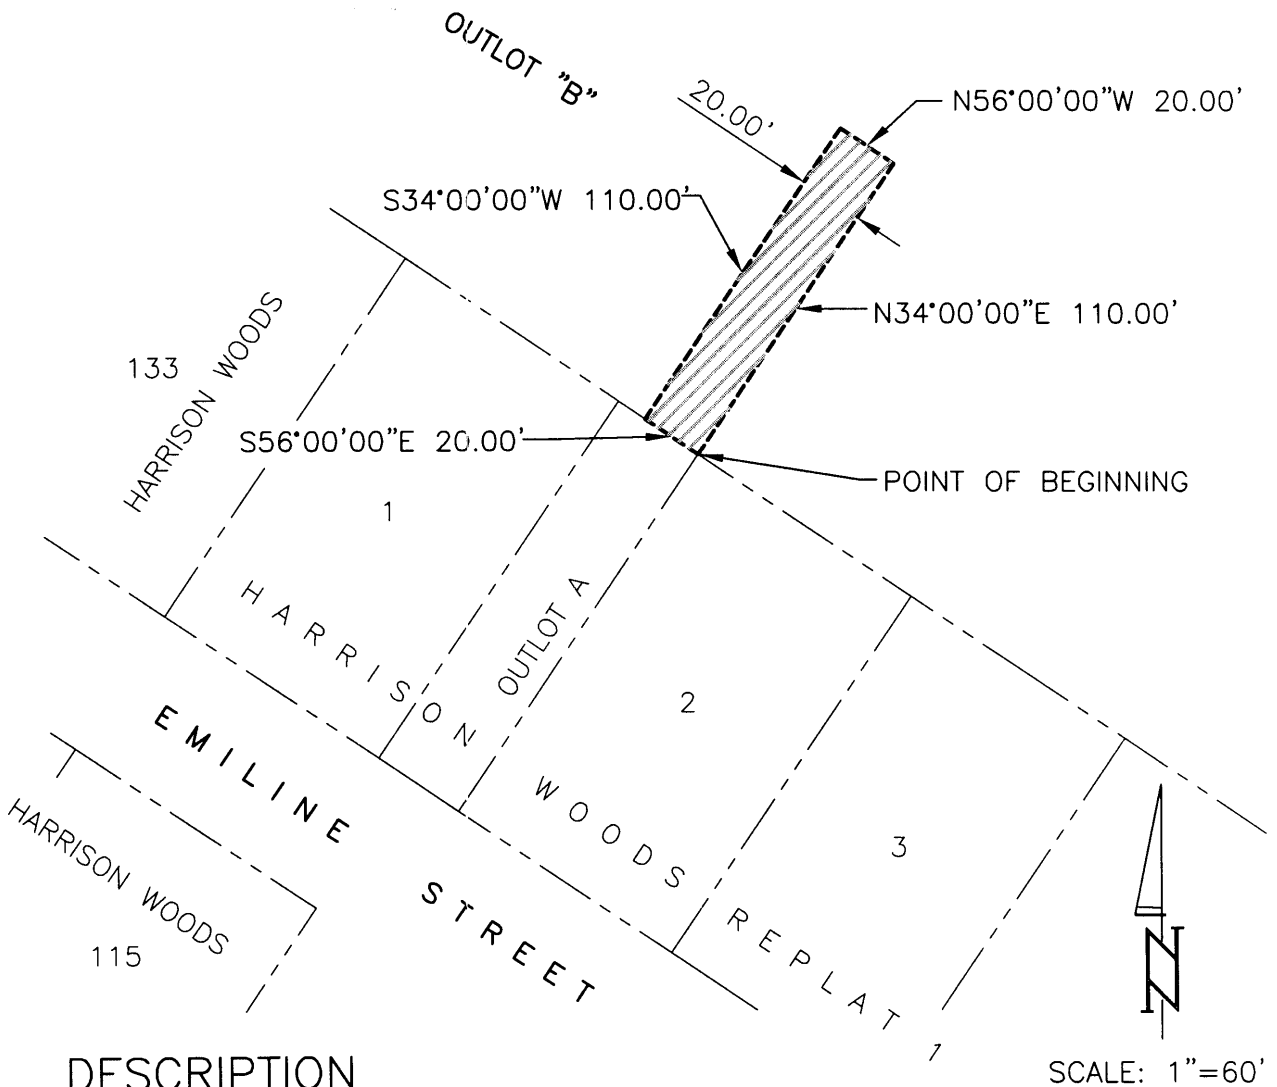 OUTLOT "B"
20.00'
N56°00'00"W 20.00'
S34°00'00"W 110.00'
N34°00'00"E 110.00'
133
HARRISON WOODS
S56°00'00"E 20.00'
POINT OF BEGINNING
1
OUTLOT A
2
3
HARRISON WOODS REPLAT 1
EMILINE STREET
HARRISON WOODS
115
N
DESCRIPTION
SCALE: 1"=60'